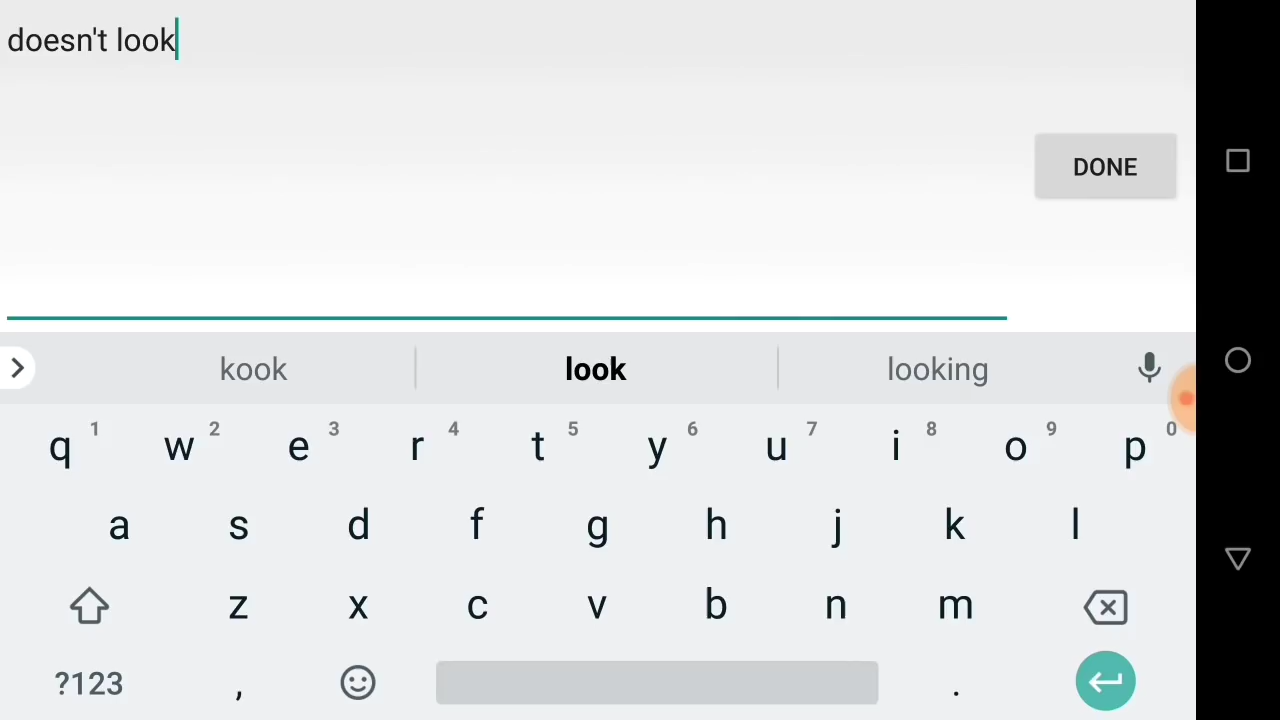 doesn't look
DONE
kook look looking
q 1 w 2 e 3 r 4 t 5 y 6 u 7 i 8 o 9 p 0
a s d f g h j k l
z x c v b n m
?123 , .